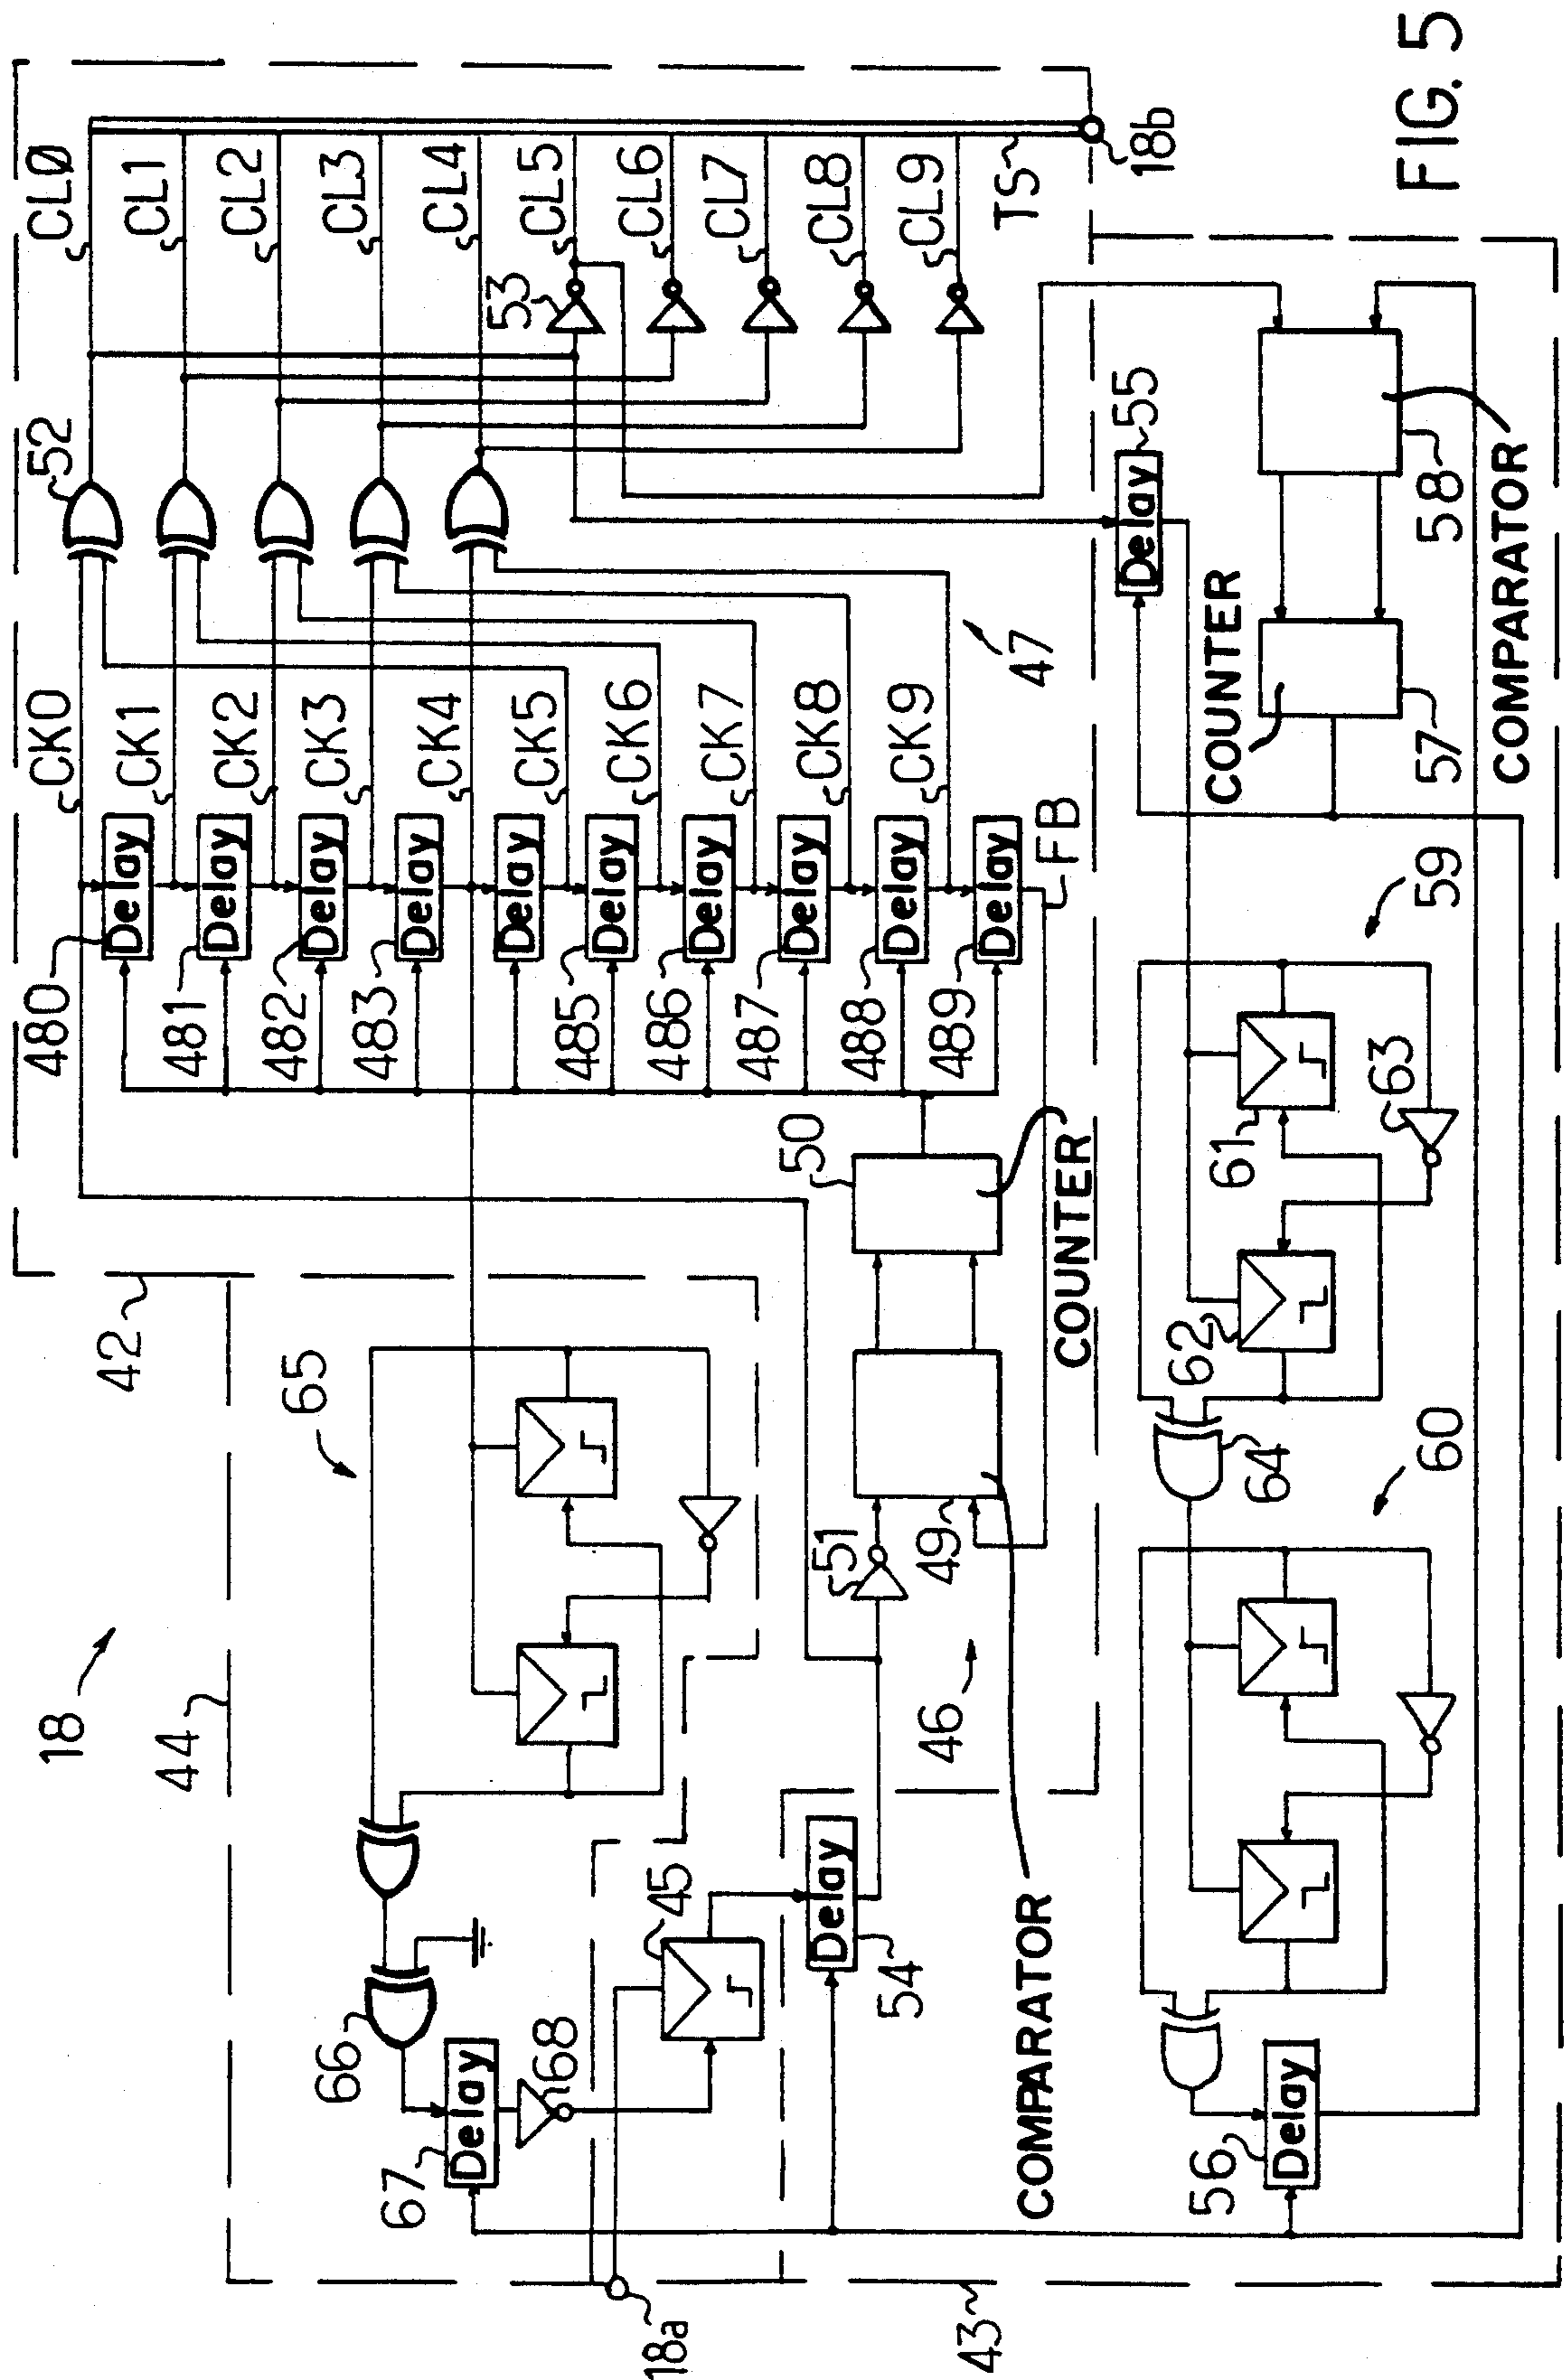 18
42
44
CK0
CK1
CK2
CK3
CK4
CK5
CK6
CK7
CK8
CK9
FB
CLØ
CL1
CL2
CL3
CL4
CL5
CL6
CL7
CL8
CL9
TS
18b
52
53
480
481
482
483
485
486
487
488
489
Delay
Delay
Delay
Delay
Delay
Delay
Delay
Delay
Delay
Delay
47
65
66
67
Delay
68
18a
45
54
Delay
46
51
49
COMPARATOR
50
COUNTER
43
55
Delay
COUNTER
57
58
COMPARATOR
59
61
62
63
64
60
56
Delay
FIG. 5